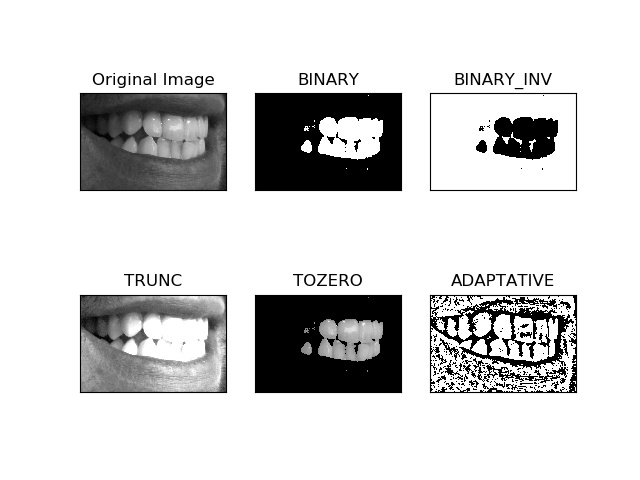 Original Image
BINARY
BINARY_INV
TRUNC
TOZERO
ADAPTATIVE